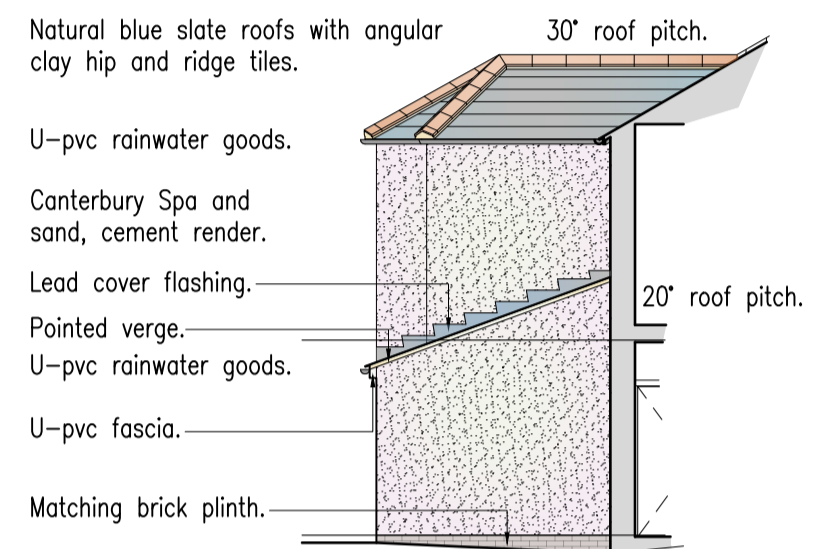 Natural blue slate roofs with angular
clay hip and ridge tiles.
30° roof pitch.
U-pvc rainwater goods.
Canterbury Spa and
sand, cement render.
Lead cover flashing.
20° roof pitch.
Pointed verge.
U-pvc rainwater goods.
U-pvc fascia.
Matching brick plinth.